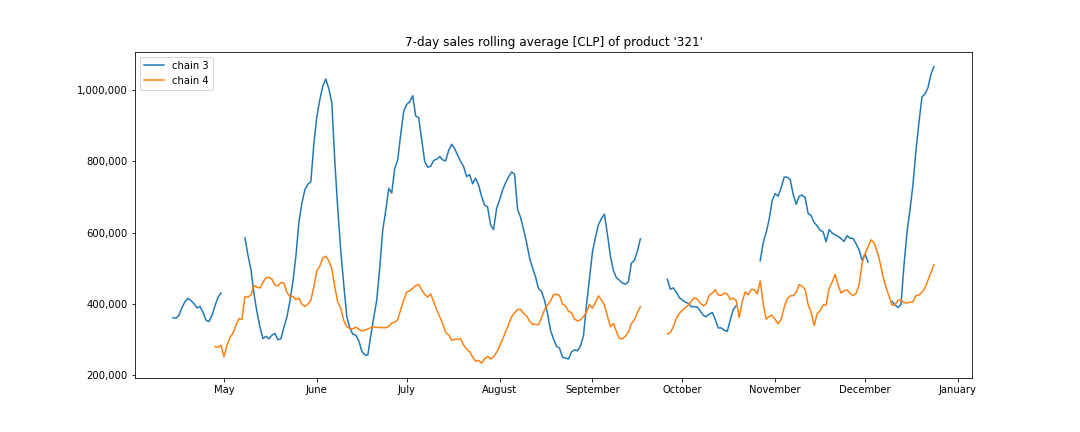 7-day sales rolling average [CLP] of product '321'
chain 3
chain 4
1,000,000
800,000
600,000
400,000
200,000
May June July August September October November December January